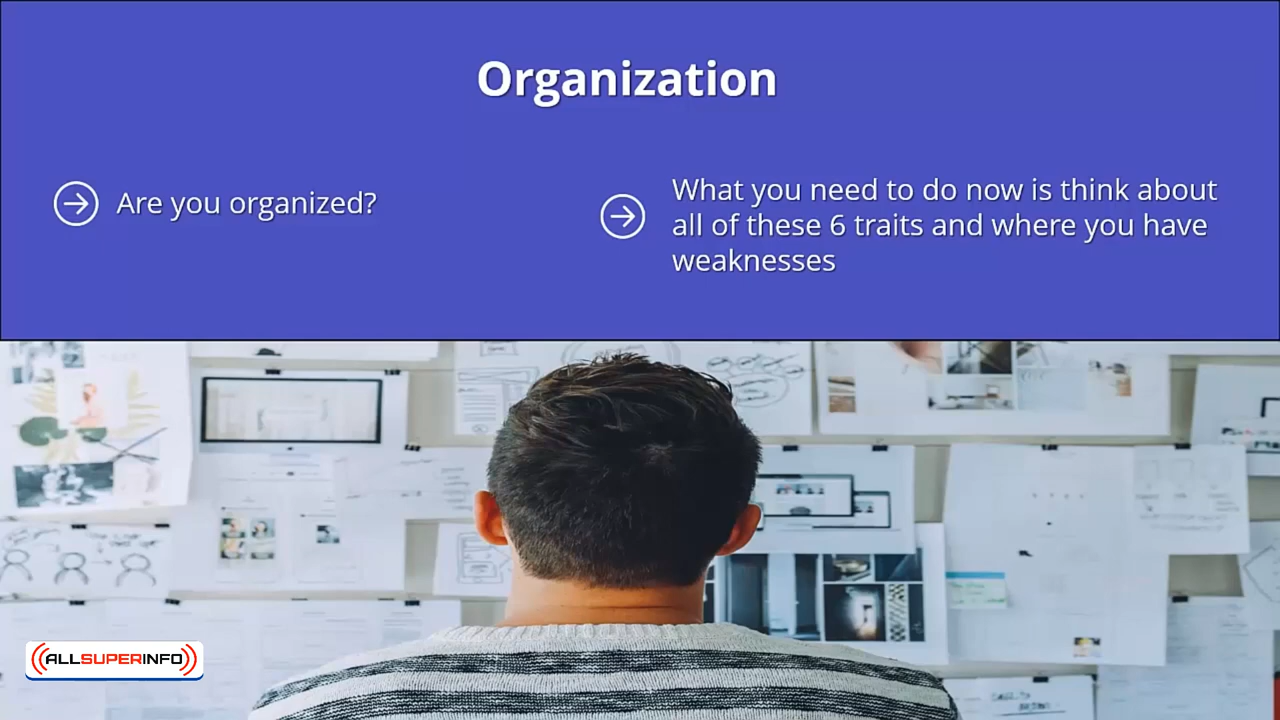 Organization
Are you organized?
What you need to do now is think about
all of these 6 traits and where you have
weaknesses
ALLSUPERINFO